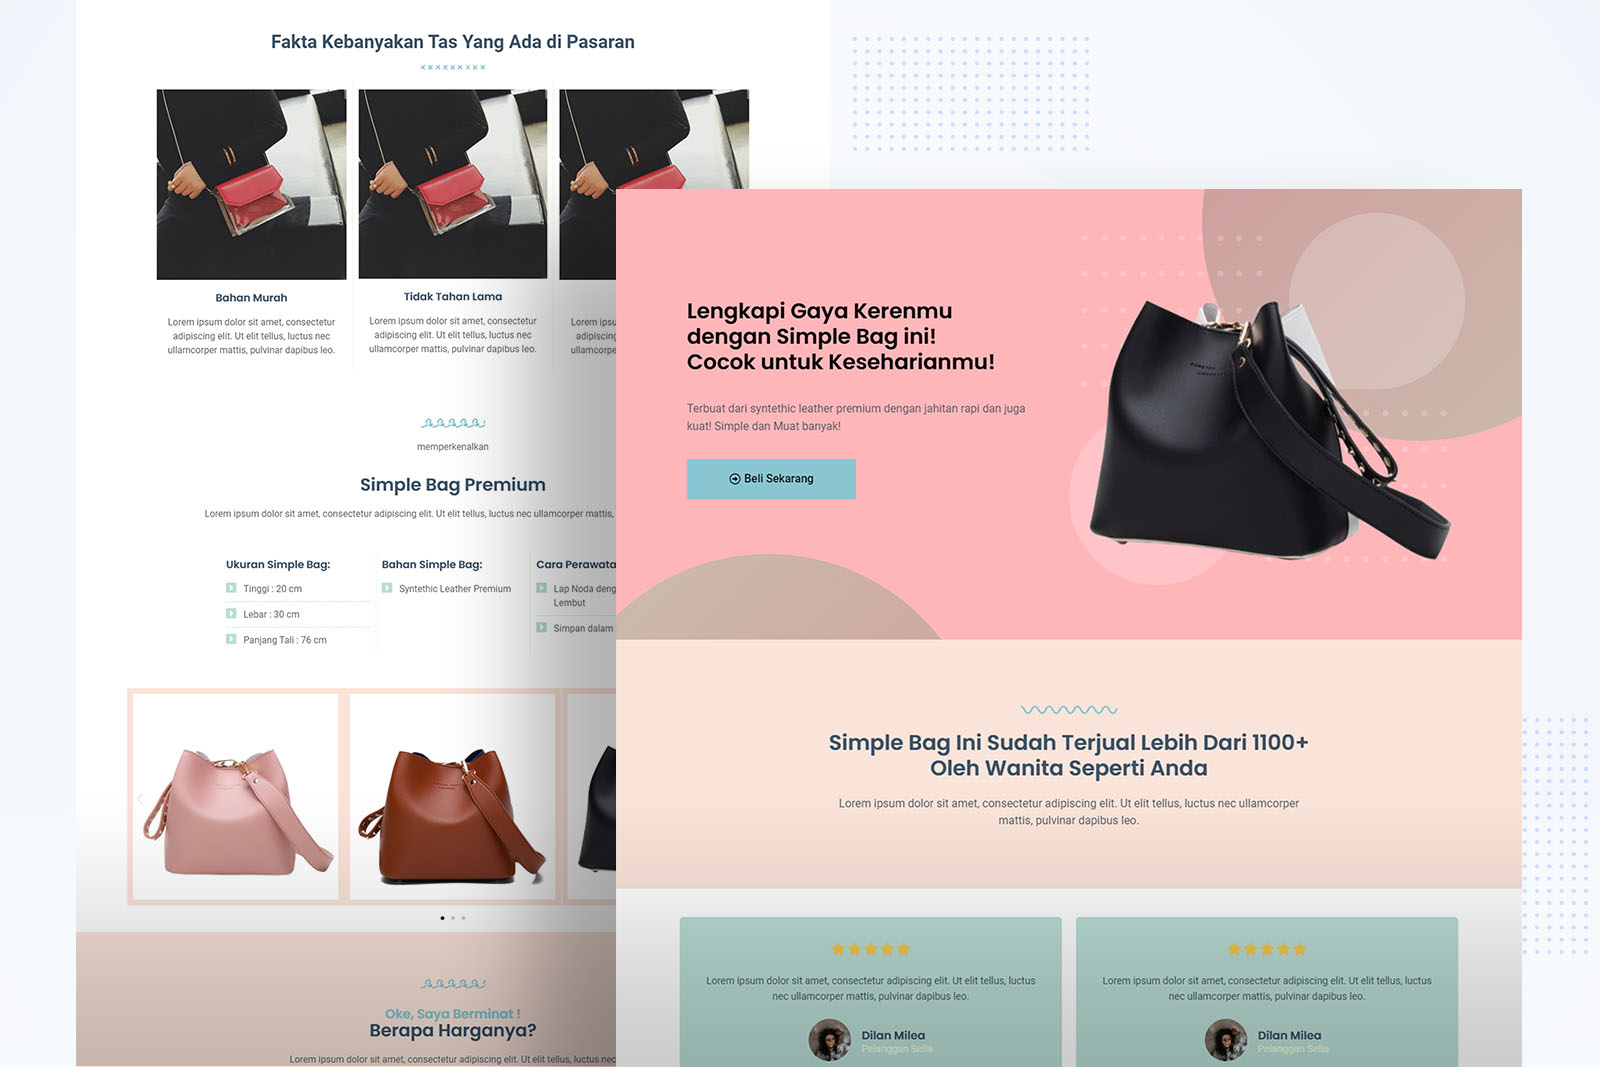 Fakta Kebanyakan Tas Yang Ada di Pasaran
Bahan Murah
Lorem ipsum dolor sit amet, consectetur
adipiscing elit. Ut elit tellus, luctus nec
ullamcorper mattis, pulvinar dapibus leo.
Tidak Tahan Lama
Lorem ipsum dolor sit amet, consectetur
adipiscing elit. Ut elit tellus, luctus nec
ullamcorper mattis, pulvinar dapibus leo.
Lorem
adipiscing
ullamcorpe
memperkenalkan
Simple Bag Premium
Lorem ipsum dolor sit amet, consectetur adipiscing elit. Ut elit tellus, luctus nec ullamcorper mattis,
Ukuran Simple Bag:
Tinggi : 20 cm
Lebar : 30 cm
Panjang Tali : 76 cm
Bahan Simple Bag:
Syntethic Leather Premium
Cara Perawata
Lap Noda deng
Lembut
Simpan dalam
Oke, Saya Berminat !
Berapa Harganya?
Lorem ipsum dolor sit amet, consectetur adipiscing elit. Ut elit tellus, luctus nec
Lengkapi Gaya Kerenmu
dengan Simple Bag ini!
Cocok untuk Keseharianmu!
Terbuat dari syntethic leather premium dengan jahitan rapi dan juga
kuat! Simple dan Muat banyak!
Beli Sekarang
Simple Bag Ini Sudah Terjual Lebih Dari 1100+
Oleh Wanita Seperti Anda
Lorem ipsum dolor sit amet, consectetur adipiscing elit. Ut elit tellus, luctus nec ullamcorper
mattis, pulvinar dapibus leo.
Lorem ipsum dolor sit amet, consectetur adipiscing elit. Ut elit tellus, luctus
nec ullamcorper mattis, pulvinar dapibus leo.
Dilan Milea
Pelanggan Setia
Lorem ipsum dolor sit amet, consectetur adipiscing elit. Ut elit tellus, luctus
nec ullamcorper mattis, pulvinar dapibus leo.
Dilan Milea
Pelanggan Setia